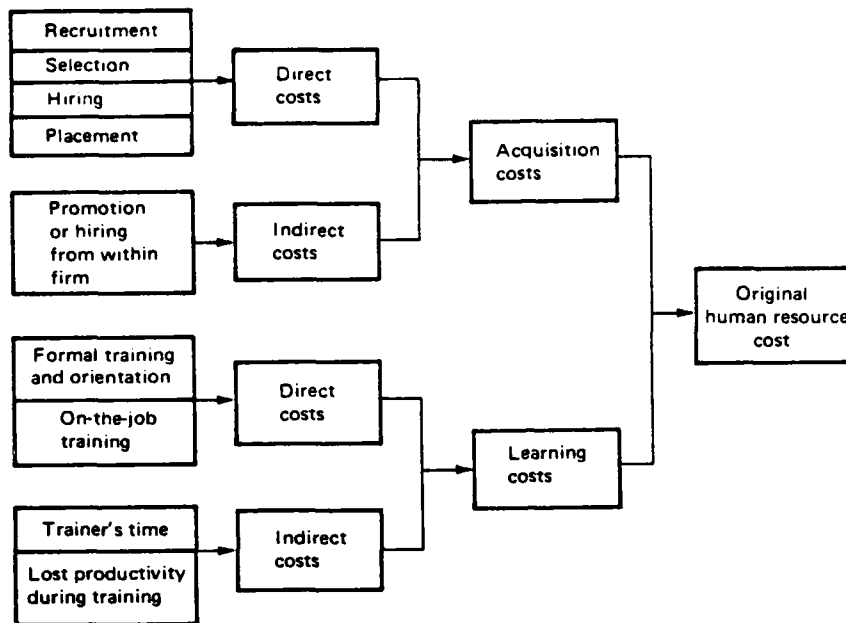 Recruitment
Selection
Hiring
Placement
Direct
costs
Promotion
or hiring
from within
firm
Indirect
costs
Acquisition
costs
Formal training
and orientation
On-the-job
training
Direct
costs
Trainer's time
Lost productivity
during training
Indirect
costs
Learning
costs
Original
human resource
cost